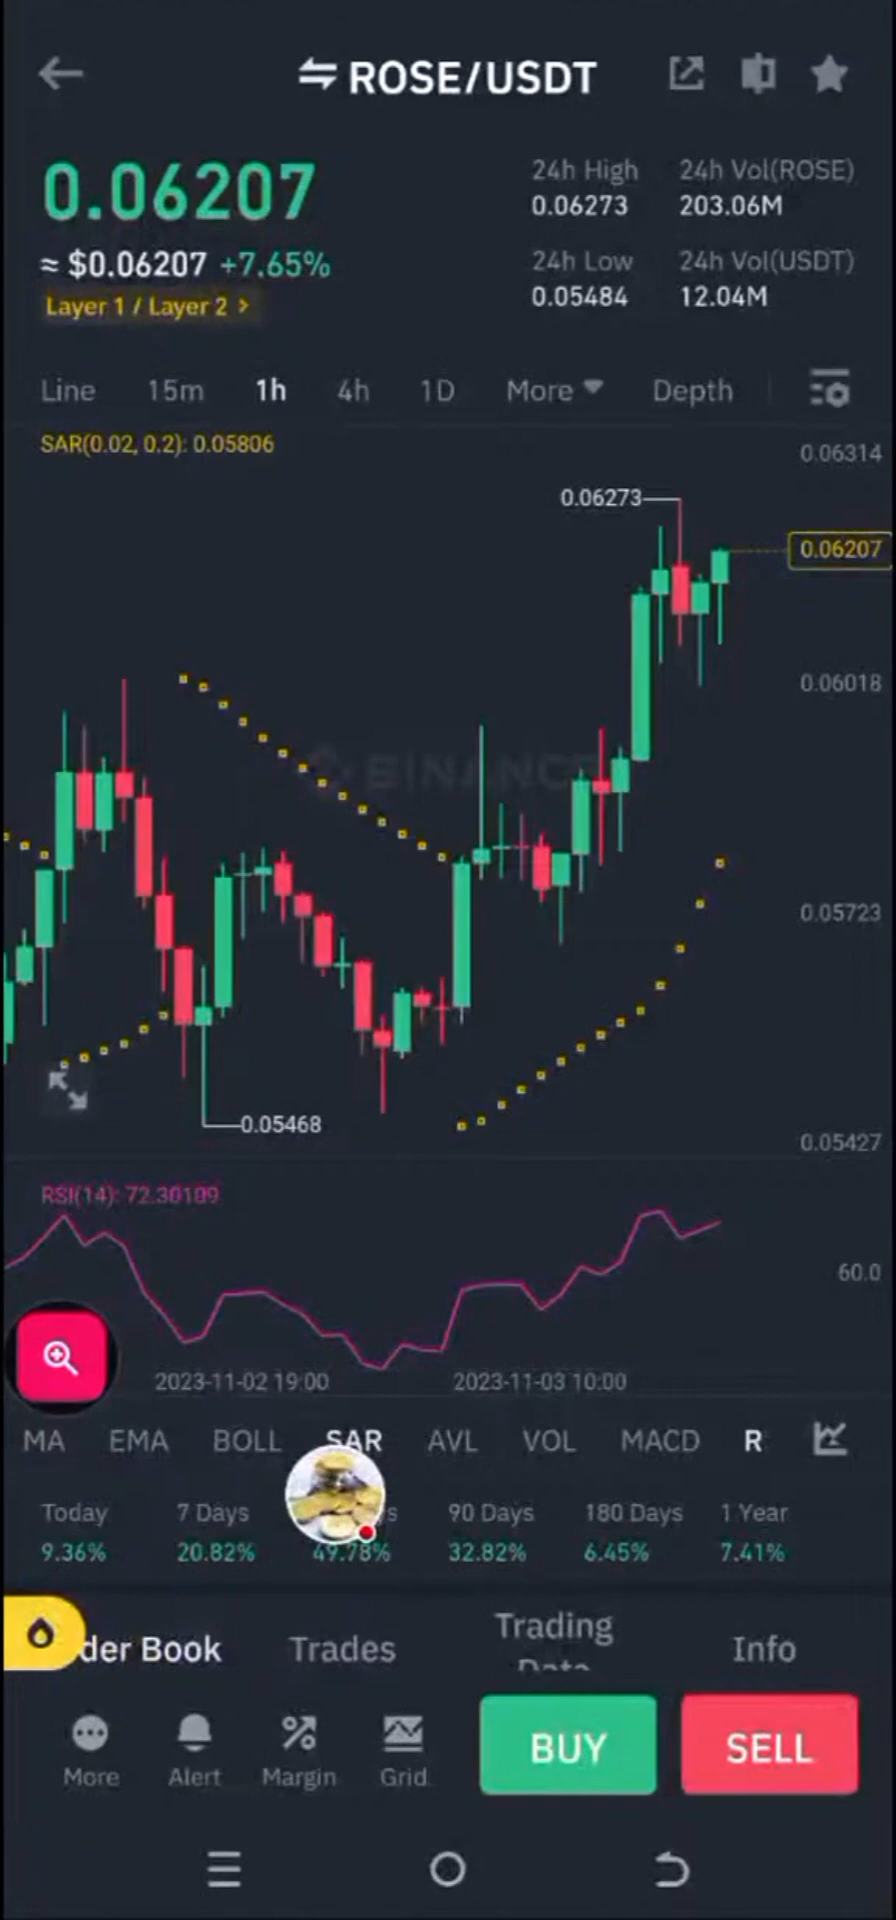 ROSE/USDT
0.06207
≈ $0.06207 +7.65%
Layer 1 / Layer 2 >
24h High
0.06273
24h Vol(ROSE)
203.06M
24h Low
0.05484
24h Vol(USDT)
12.04M
Line 15m 1h 4h 1D More Depth
SAR(0.02, 0.2): 0.05806
0.06314
0.06273
0.06207
0.06018
BINANCE
0.05723
0.05468
0.05427
RSI(14): 72.30109
60.0
2023-11-02 19:00 2023-11-03 10:00
MA EMA BOLL SAR AVL VOL MACD R
Today 7 Days 90 Days 180 Days 1 Year
9.36% 20.82% 49.78% 32.82% 6.45% 7.41%
der Book Trades Trading Info
More Alert Margin Grid
BUY SELL